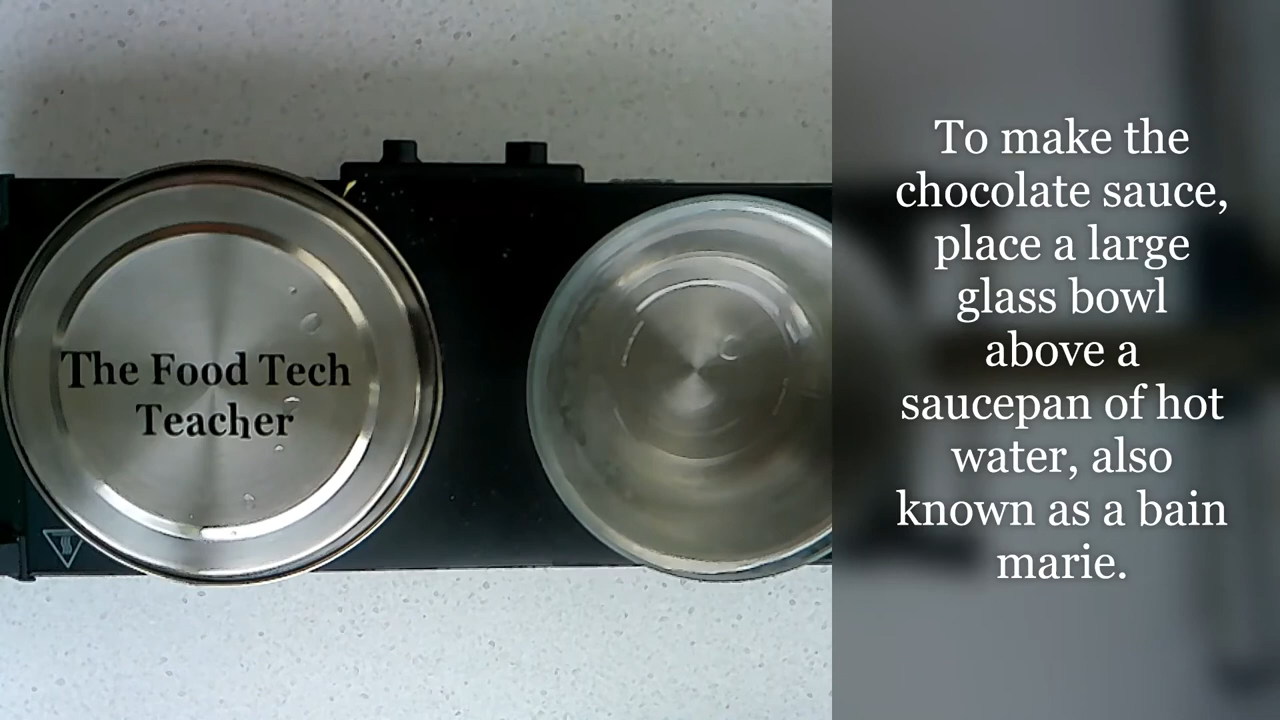 The Food Tech
Teacher
To make the
chocolate sauce,
place a large
glass bowl
above a
saucepan of hot
water, also
known as a bain
marie.